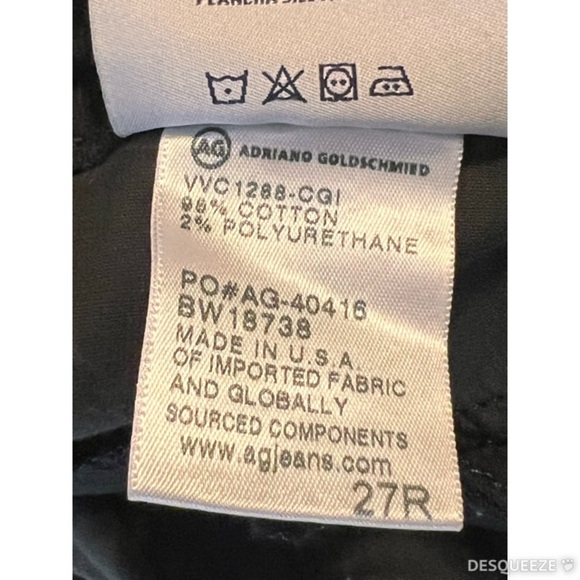 AG ADRIANO GOLDSCHMIED
VVC1288-CGI
98% COTTON
2% POLYURETHANE
PO#AG-40416
BW18738
MADE IN U.S.A.
OF IMPORTED FABRIC
AND GLOBALLY
SOURCED COMPONENTS
www.agjeans.com
27R
DESQUEEZE